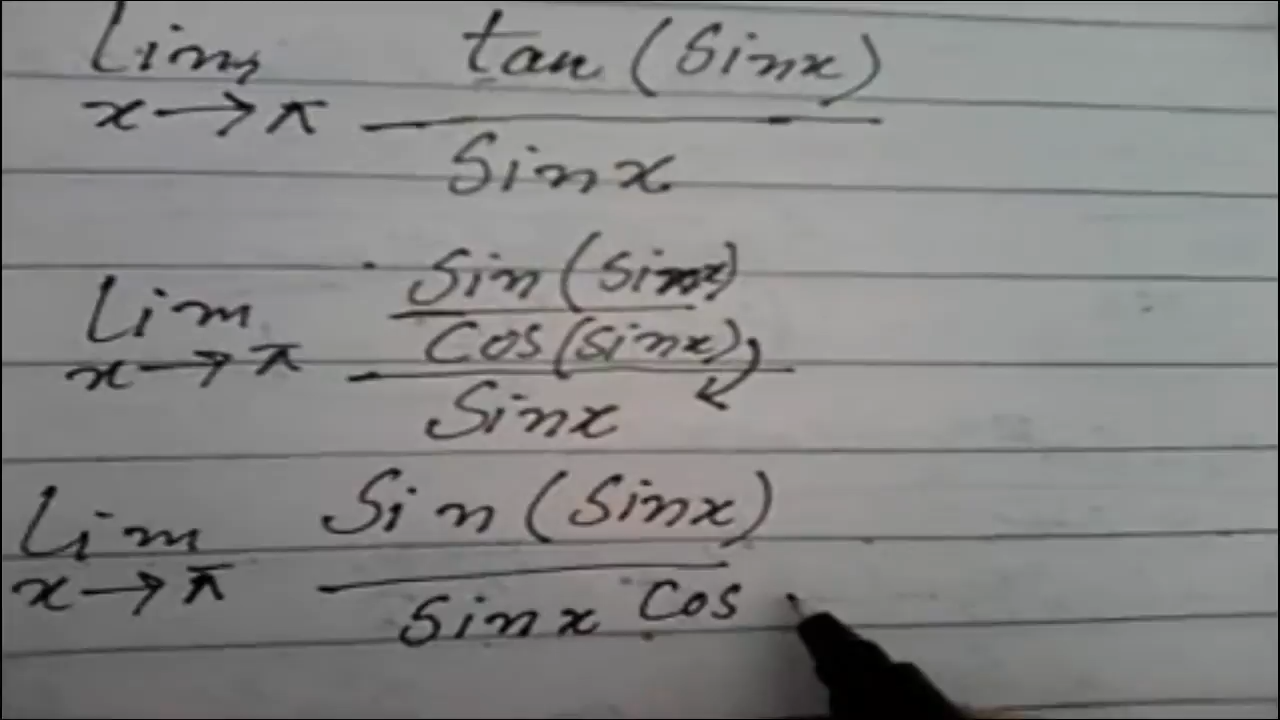 Lim tan (Sinx)
x → π Sinx
Sin (Sinx)
Lim Cos (Sinx)
x → π Sinx
Lim Sin (Sinx)
x → π Sinx Cos